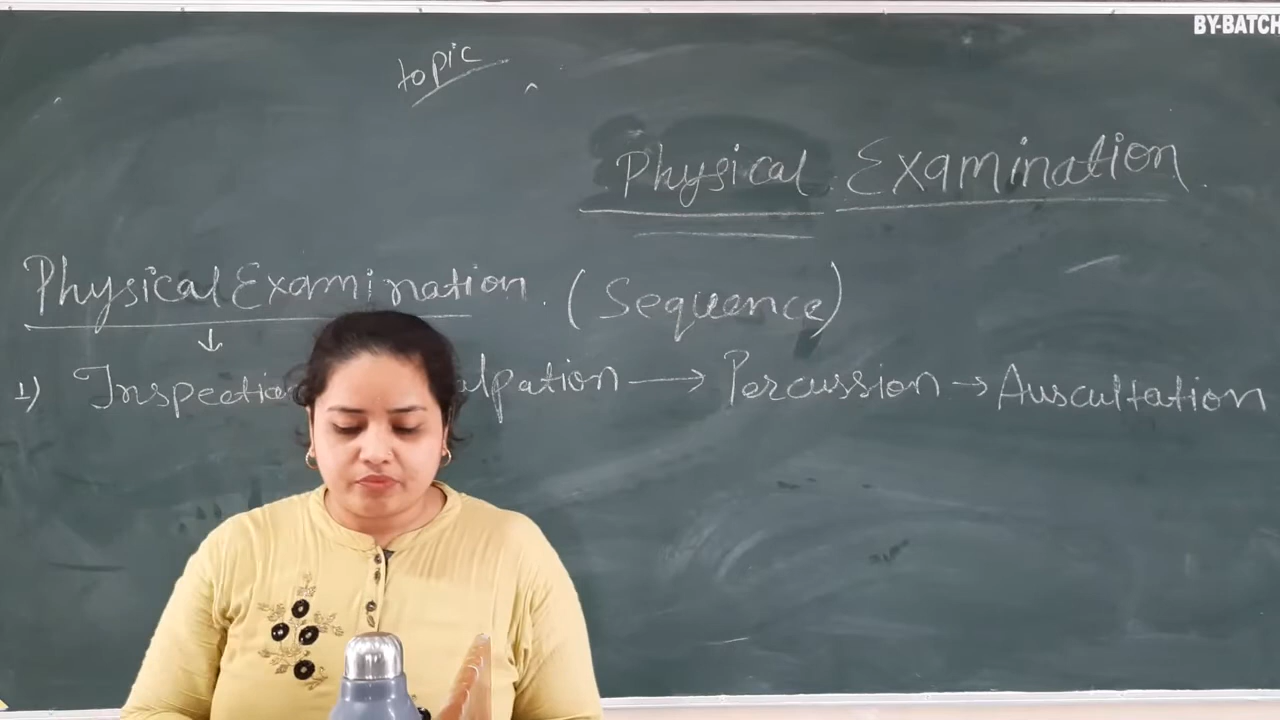 BY-BATCH
topic
Physical Examination.
Physical Examination. (Sequence)
↓
1) Inspection alpation → Percussion → Auscultation